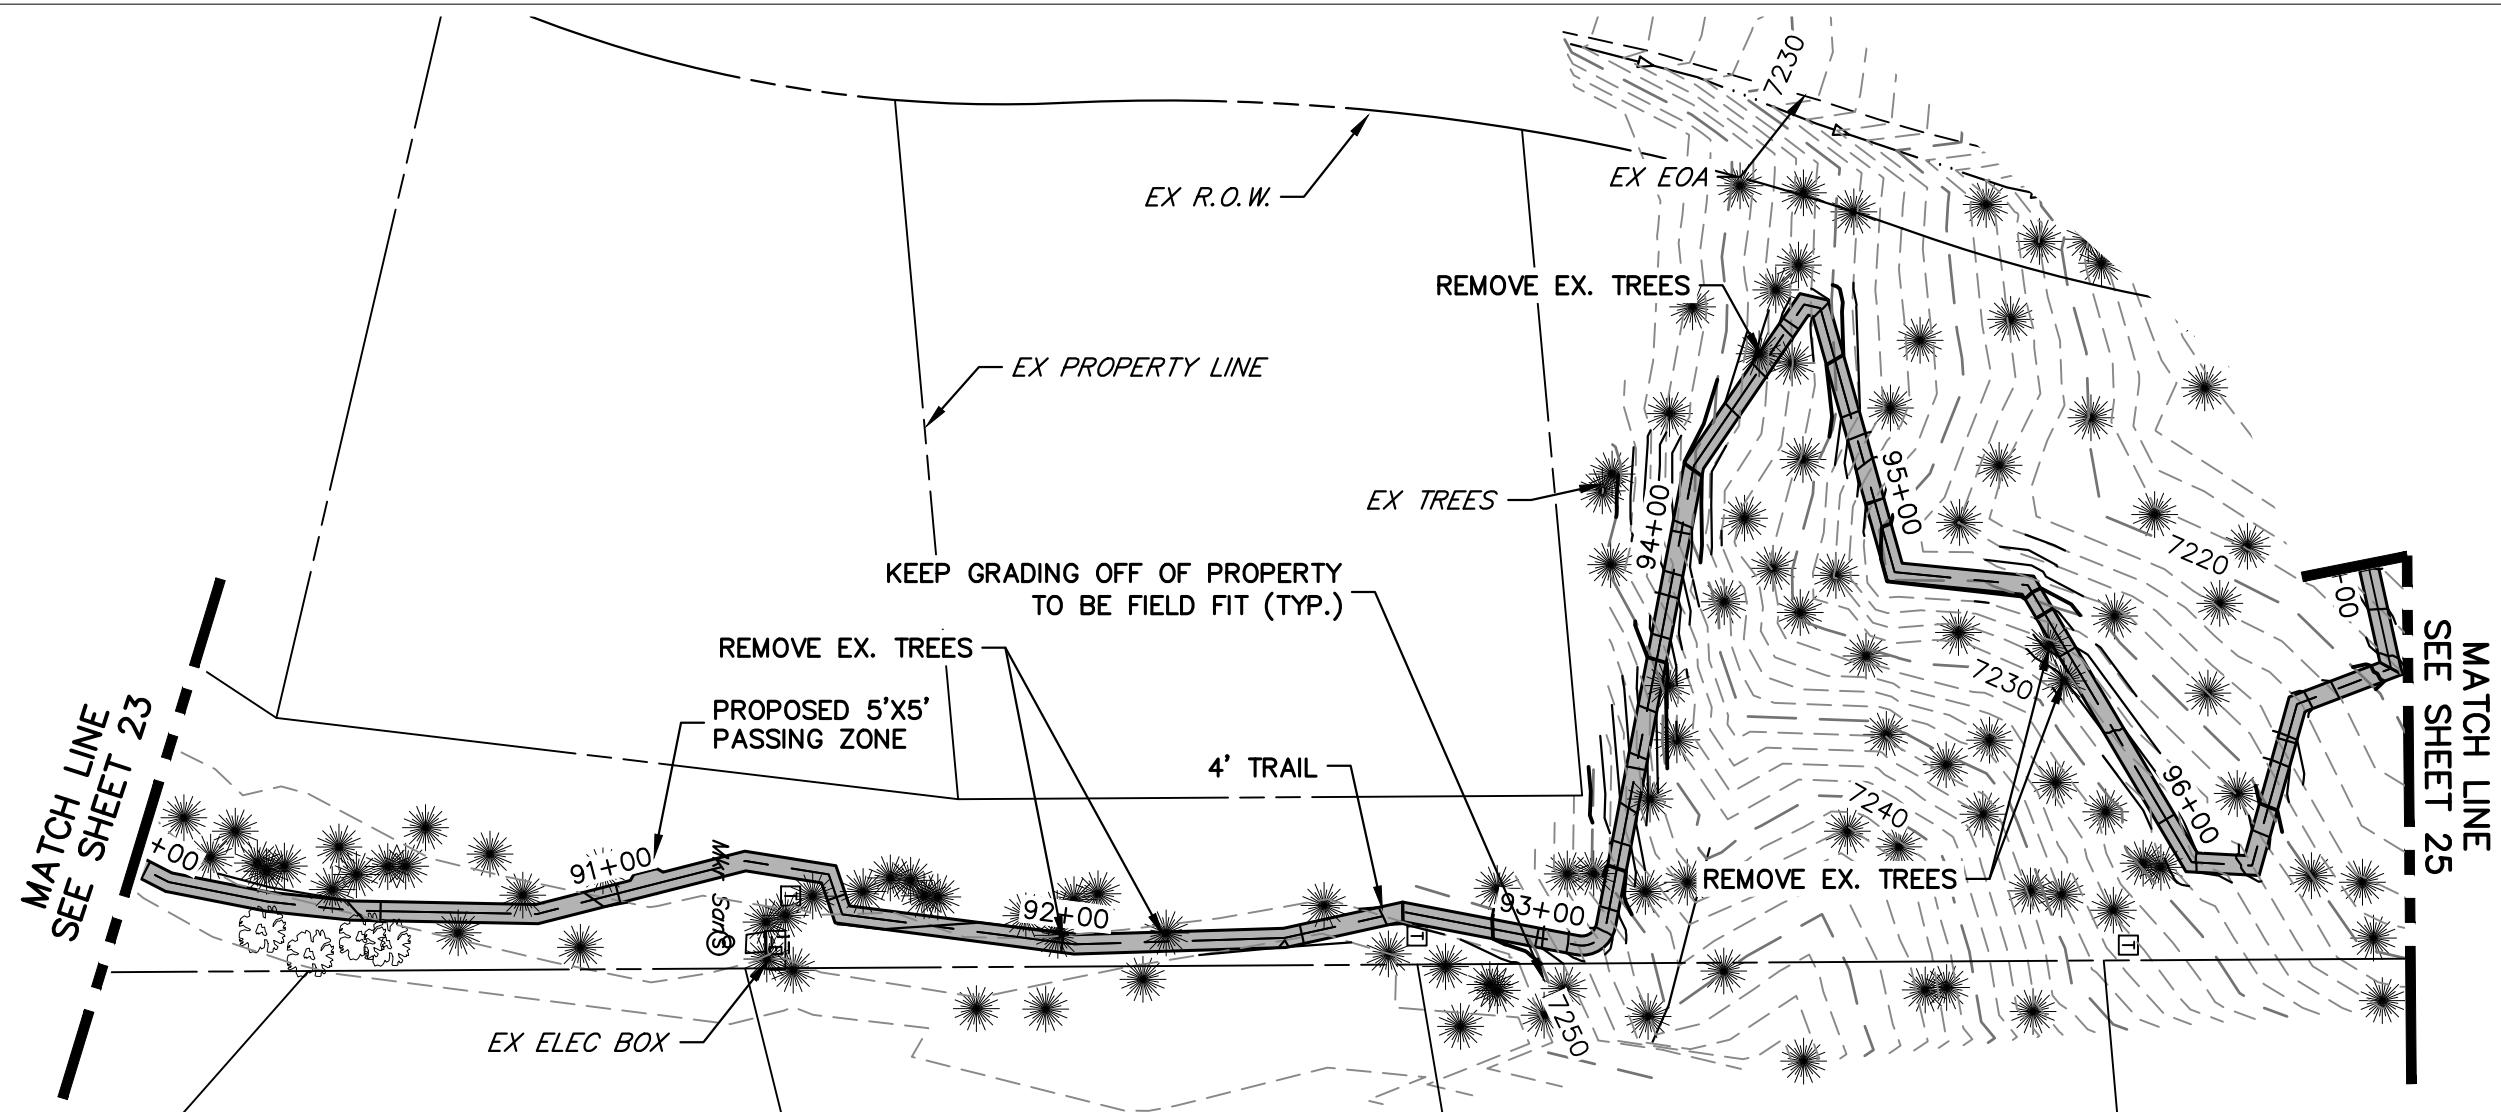 7230
EX R.O.W.
EX EOA
REMOVE EX. TREES
EX PROPERTY LINE
EX TREES
94+00
95+00
KEEP GRADING OFF OF PROPERTY
TO BE FIELD FIT (TYP.)
7220
+00
REMOVE EX. TREES
PROPOSED 5'X5'
PASSING ZONE
4' TRAIL
7230
7240
96+00
MATCH LINE
SEE SHEET 23
MATCH LINE
SEE SHEET 25
+00
91+00
92+00
93+00
REMOVE EX. TREES
T
T
T
S
EX ELEC BOX
7250